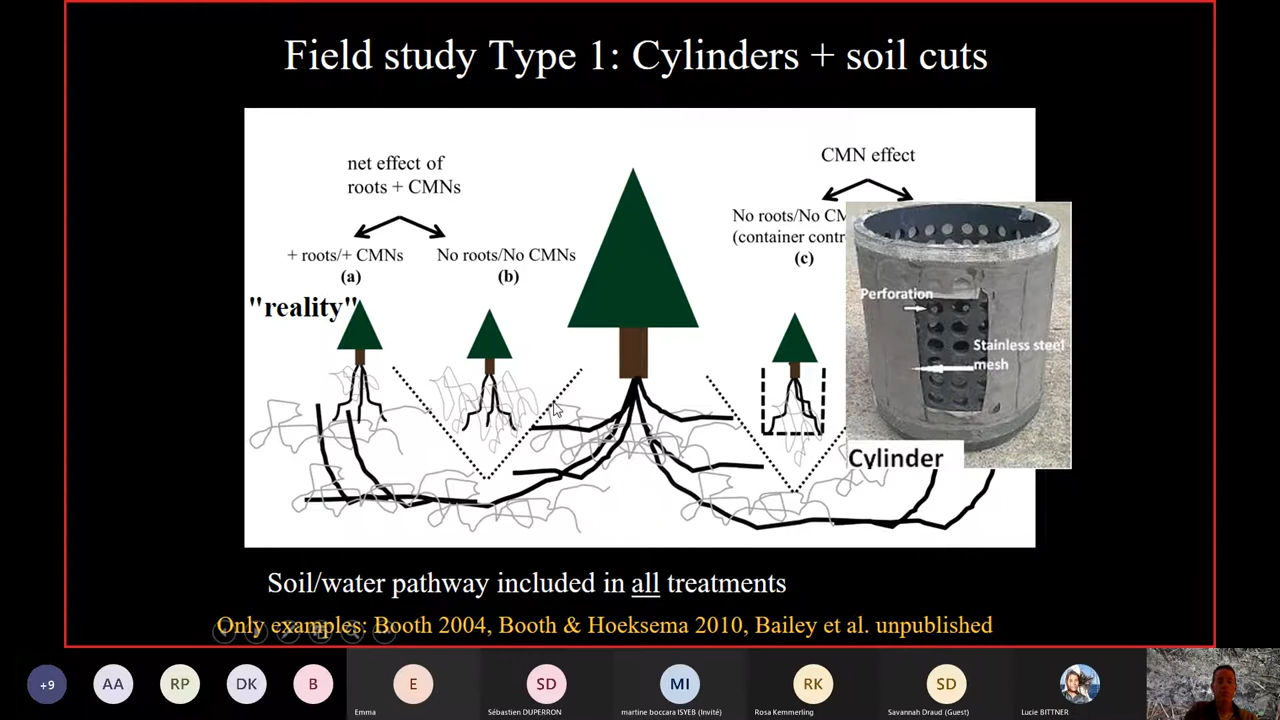 Field study Type 1: Cylinders + soil cuts
net effect of
roots + CMNs
CMN effect
+ roots/+ CMNs
(a)
No roots/No CMNs
(b)
No roots/No CM
(container contr
(c)
"reality"
Perforation
Stainless steel
mesh
Cylinder
Soil/water pathway included in all treatments
Only examples: Booth 2004, Booth & Hoeksema 2010, Bailey et al. unpublished
+9
AA
RP
DK
B
E
SD
MI
RK
SD
Emma
Sébastien DUPERRON
martine boccara ISYEB (Invité)
Rosa Kemmerling
Savannah Draud (Guest)
Lucie BITTNER